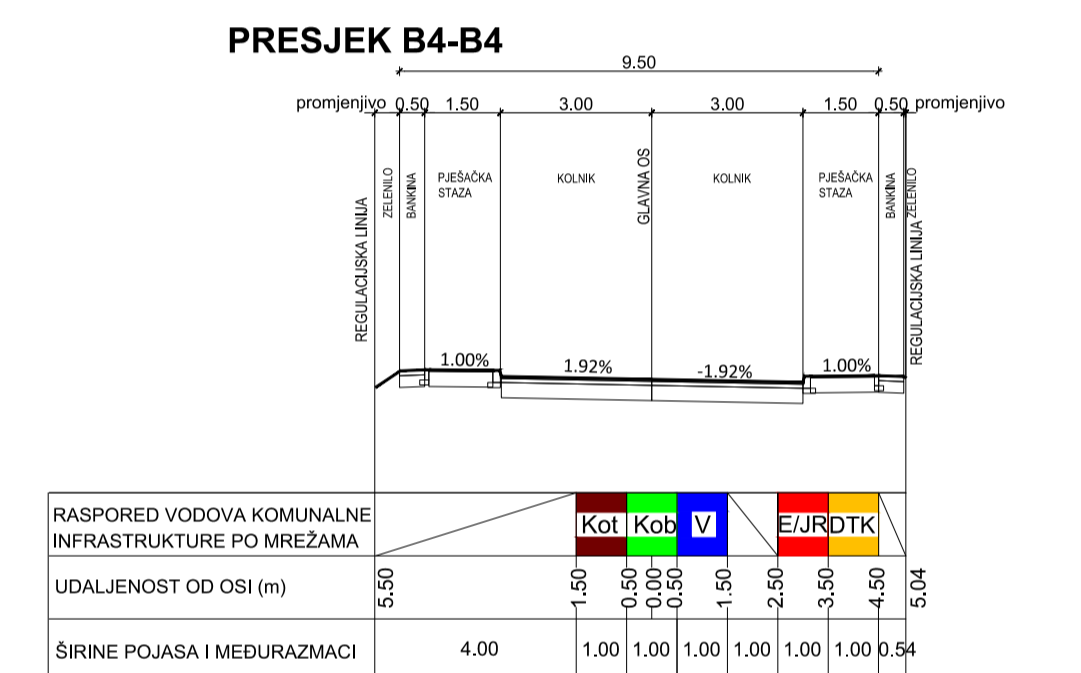 PRESJEK B4-B4
9.50
promjenjivo 0.50 1.50 3.00 3.00 1.50 0.50 promjenjivo
REGULACIJSKA LINIJA
ZELENILO
BANKINA
PJEŠAČKA
STAZA
KOLNIK
GLAVNA OS
KOLNIK
PJEŠAČKA
STAZA
BANKINA
ZELENILO
REGULACIJSKA LINIJA
1.00% 1.92% -1.92% 1.00%
RASPORED VODOVA KOMUNALNE
INFRASTRUKTURE PO MREŽAMA
Kot Kob V E/JR DTK
UDALJENOST OD OSI (m)
5.50 1.50 0.50 0.00 0.50 1.50 2.50 3.50 4.50 5.04
ŠIRINE POJASA I MEĐURAZMACI
4.00 1.00 1.00 1.00 1.00 1.00 1.00 0.54